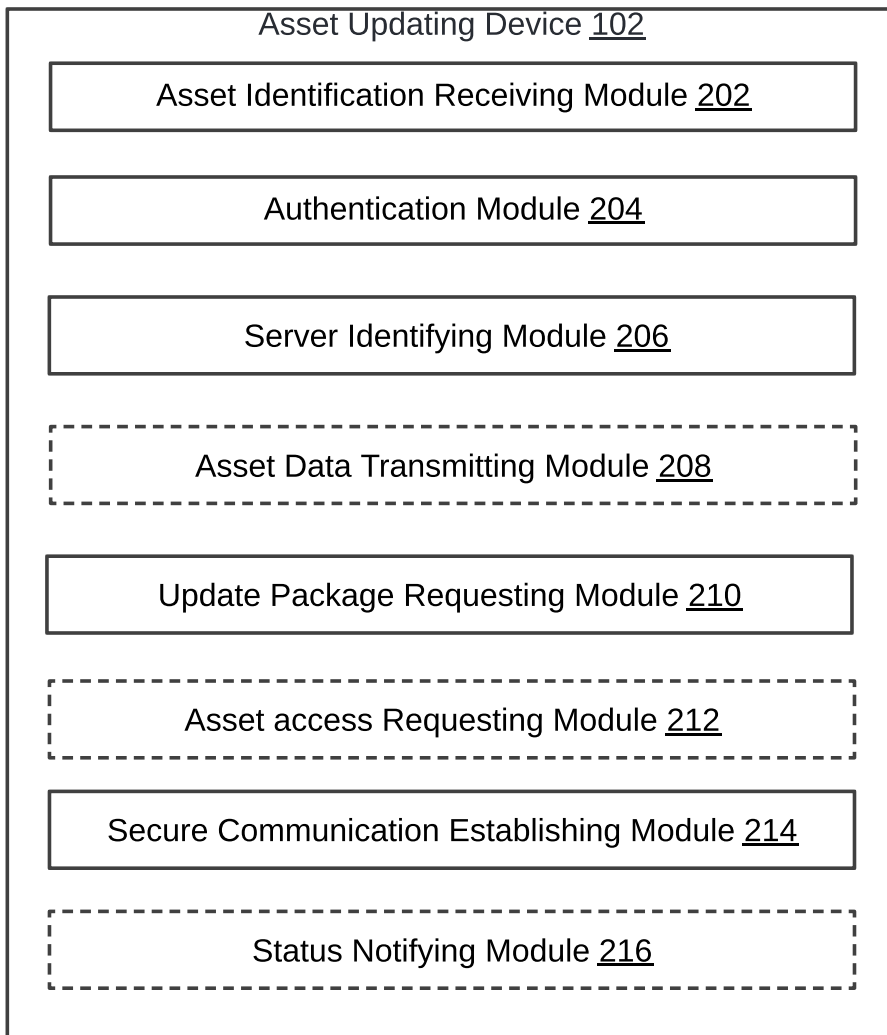 Asset Updating Device 102
Asset Identification Receiving Module 202
Authentication Module 204
Server Identifying Module 206
Asset Data Transmitting Module 208
Update Package Requesting Module 210
Asset access Requesting Module 212
Secure Communication Establishing Module 214
Status Notifying Module 216